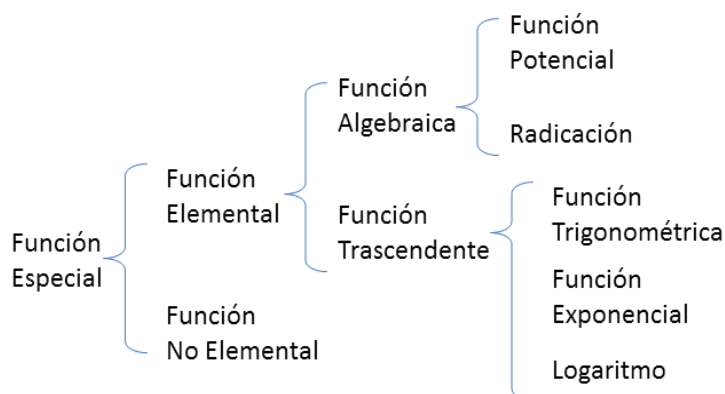 Función
Especial
Función
Elemental
Función
Algebraica
Función
Potencial
Radicación
Función
Trascendente
Función
Trigonométrica
Función
Exponencial
Logaritmo
Función
No Elemental